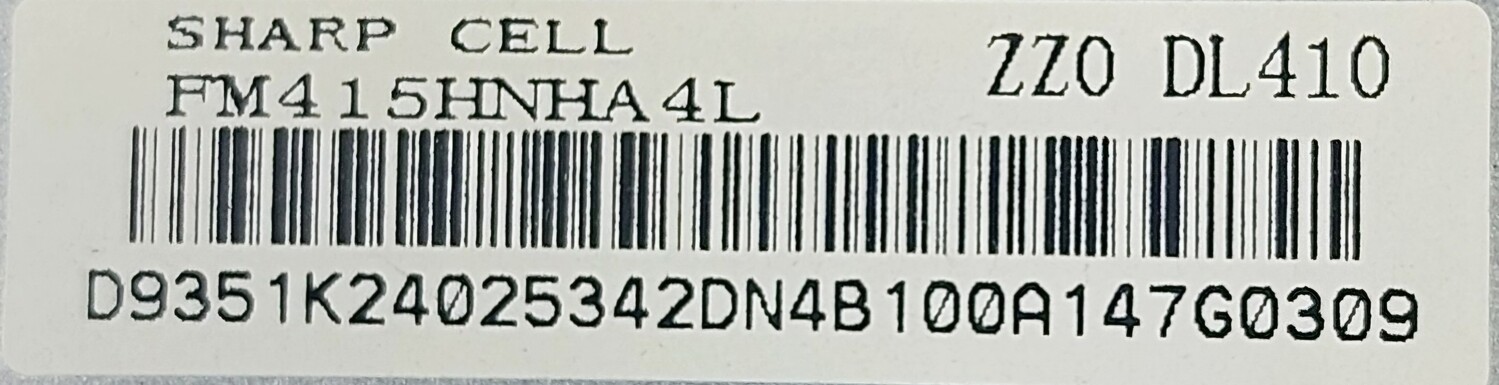 SHARP CELL
ZZ0 DL410
FM415HNHA4L
D9351K24025342DN4B100A147G0309